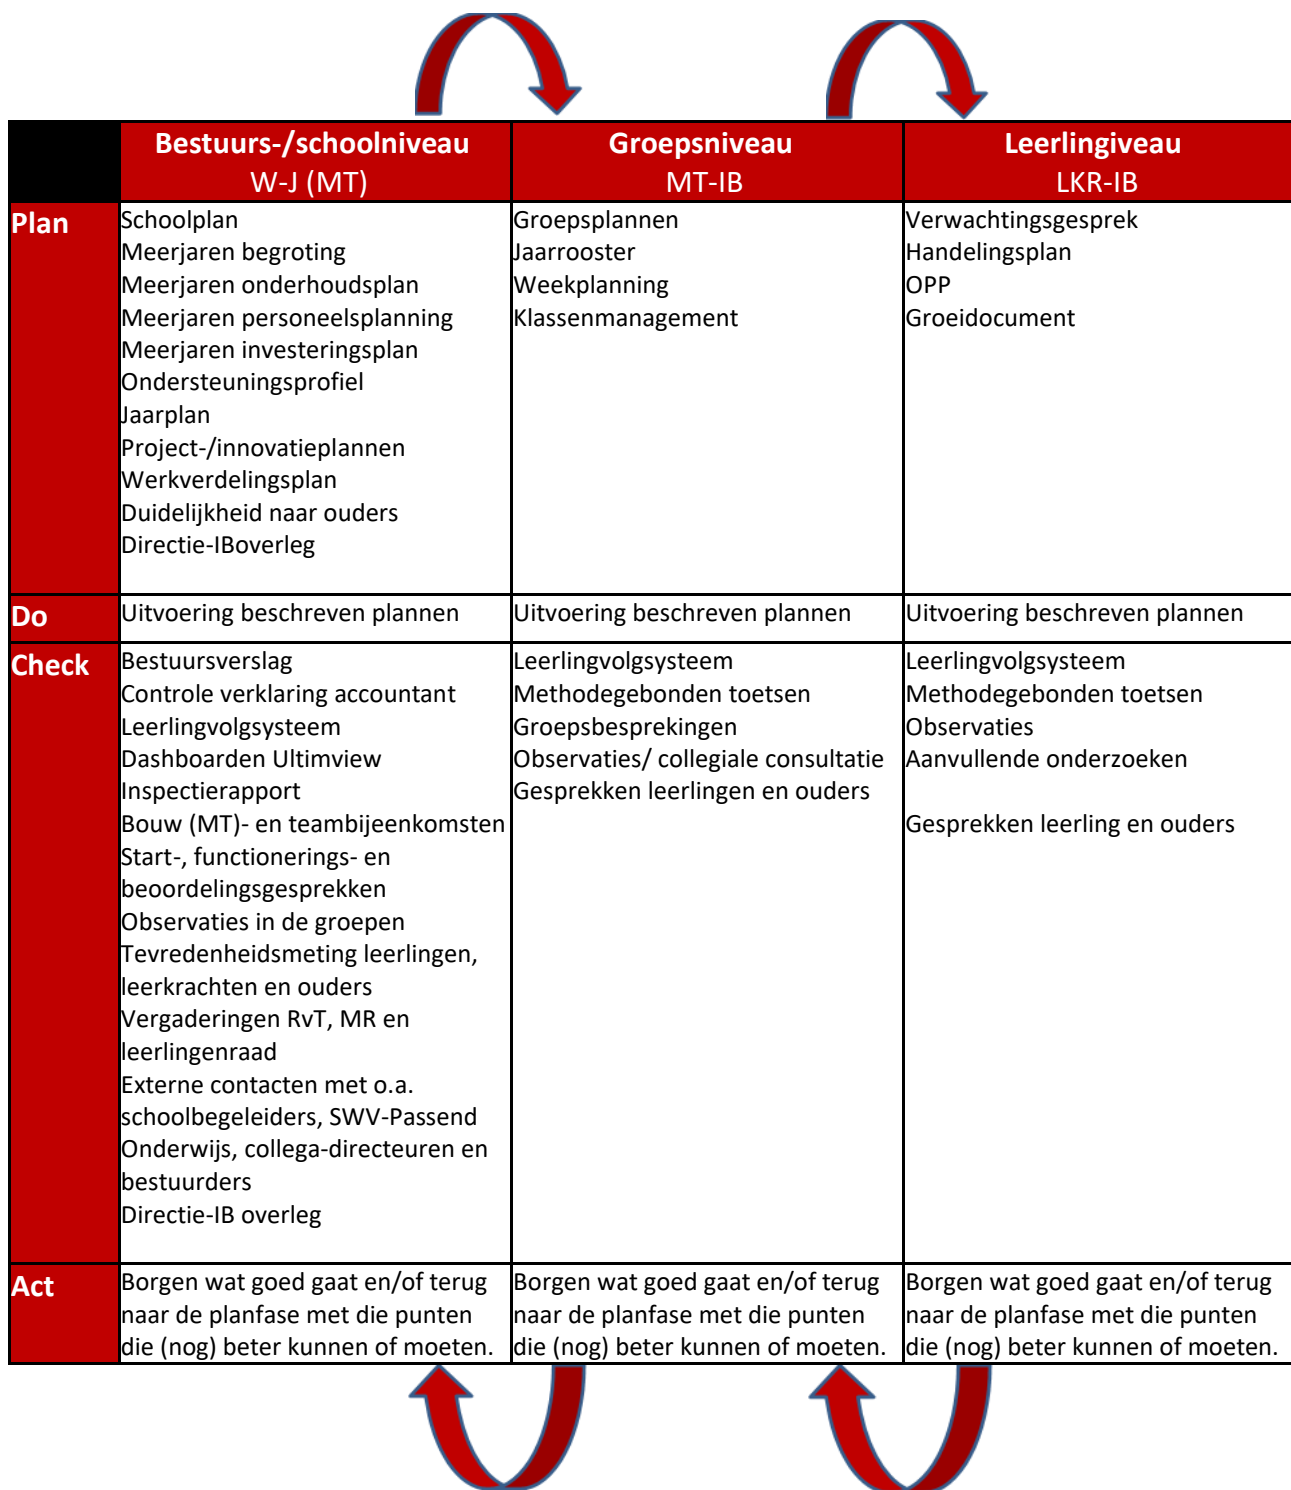 Bestuurs-/schoolniveau
W-J (MT)
Groepsniveau
MT-IB
Leerlingiveau
LKR-IB
Plan
Schoolplan
Meerjaren begroting
Meerjaren onderhoudsplan
Meerjaren personeelsplanning
Meerjaren investeringsplan
Ondersteuningsprofiel
Jaarplan
Project-/innovatieplannen
Werkverdelingsplan
Duidelijkheid naar ouders
Directie-IBoverleg
Groepsplannen
Jaarrooster
Weekplanning
Klassenmanagement
Verwachtingsgesprek
Handelingsplan
OPP
Groeidocument
Do
Uitvoering beschreven plannen
Uitvoering beschreven plannen
Uitvoering beschreven plannen
Check
Bestuursverslag
Controle verklaring accountant
Leerlingvolgsysteem
Dashboarden Ultimview
Inspectierapport
Bouw (MT)- en teambijeenkomsten
Start-, functionerings- en
beoordelingsgesprekken
Observaties in de groepen
Tevredenheidsmeting leerlingen,
leerkrachten en ouders
Vergaderingen RvT, MR en
leerlingenraad
Externe contacten met o.a.
schoolbegeleiders, SWV-Passend
Onderwijs, collega-directeuren en
bestuurders
Directie-IB overleg
Leerlingvolgsysteem
Methodegebonden toetsen
Groepsbesprekingen
Observaties/ collegiale consultatie
Gesprekken leerlingen en ouders
Leerlingvolgsysteem
Methodegebonden toetsen
Observaties
Aanvullende onderzoeken
Gesprekken leerling en ouders
Act
Borgen wat goed gaat en/of terug
naar de planfase met die punten
die (nog) beter kunnen of moeten.
Borgen wat goed gaat en/of terug
naar de planfase met die punten
die (nog) beter kunnen of moeten.
Borgen wat goed gaat en/of terug
naar de planfase met die punten
die (nog) beter kunnen of moeten.